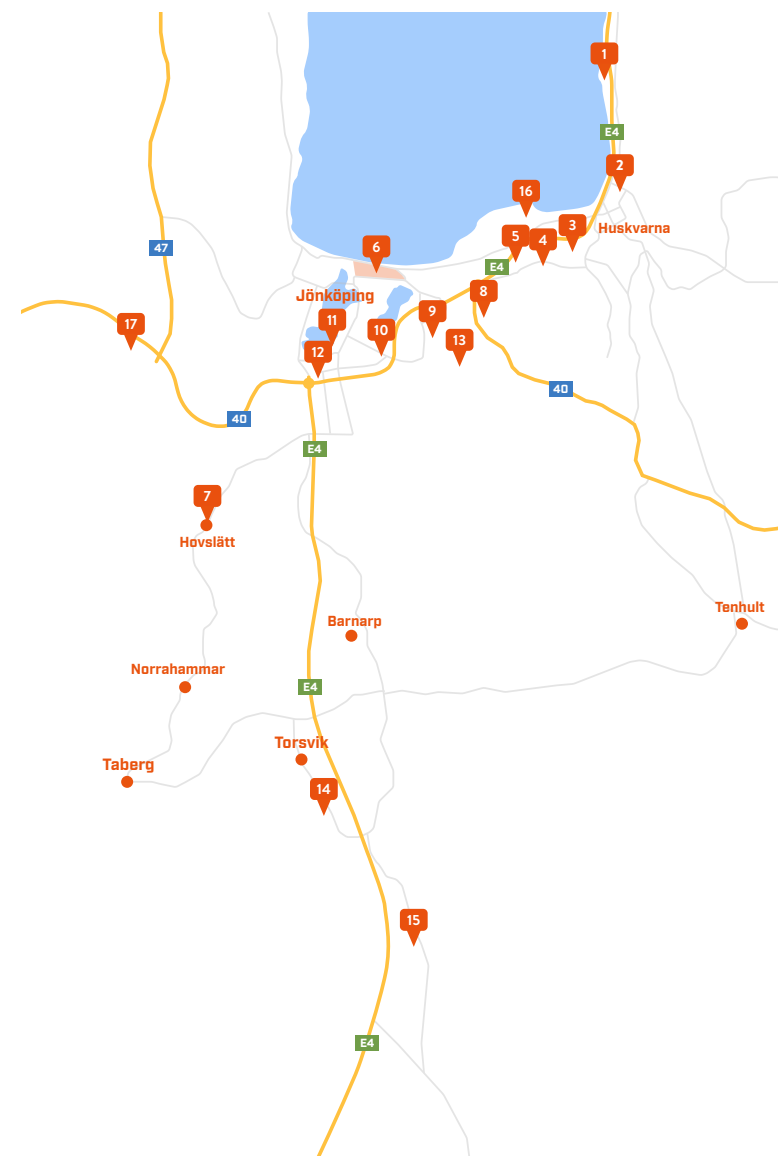 1
E4
2
16
3
Huskvarna
5
4
6
47
E4
8
Jönköping
9
11
17
10
13
12
40
40
E4
7
Hovslätt
Tenhult
Barnarp
Norrahammar
E4
Torsvik
Taberg
14
15
E4